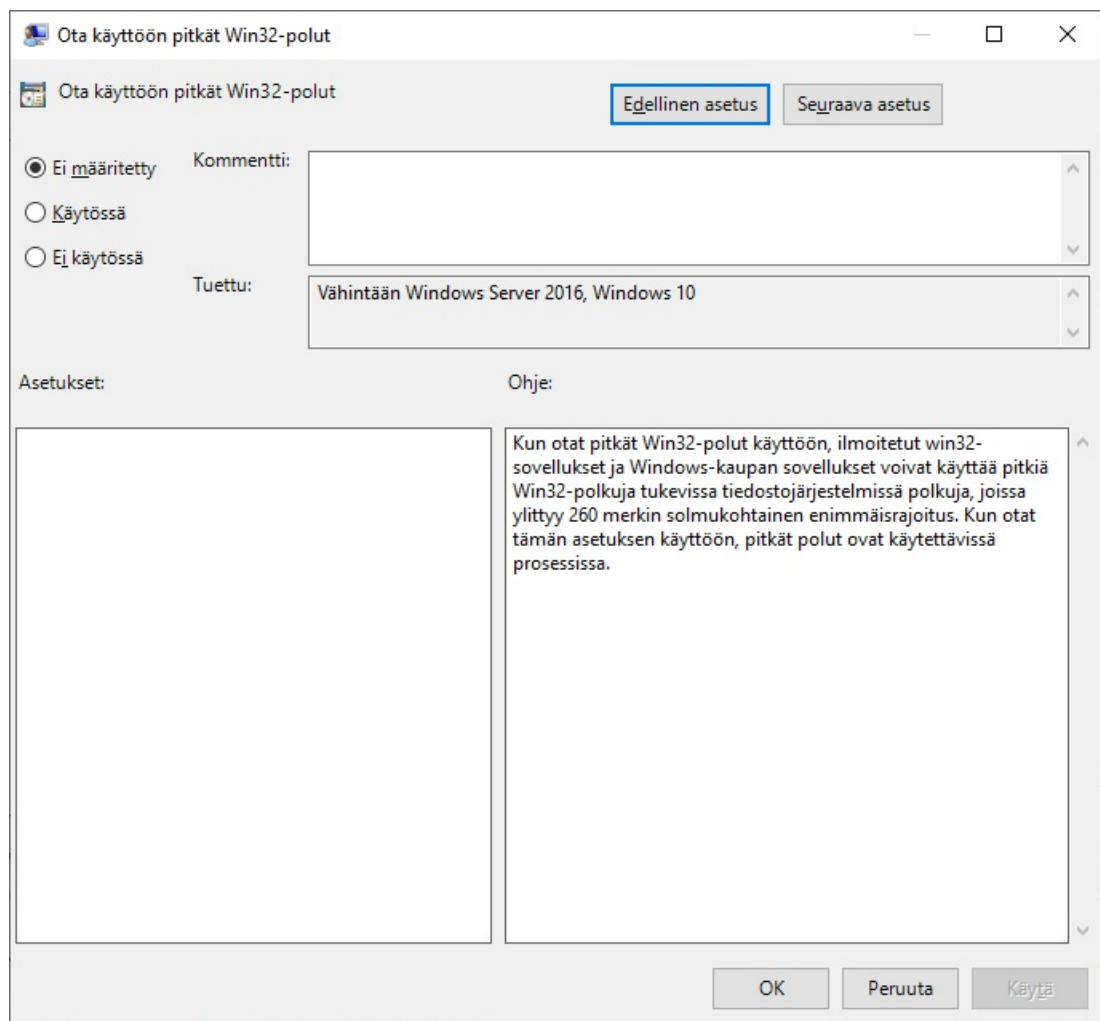 Ota käyttöön pitkät Win32-polut
Ota käyttöön pitkät Win32-polut
Edellinen asetus
Seuraava asetus
Ei määritetty
Käytössä
Ei käytössä
Kommentti:
Tuettu:
Vähintään Windows Server 2016, Windows 10
Asetukset:
Ohje:
Kun otat pitkät Win32-polut käyttöön, ilmoitetut win32-
sovellukset ja Windows-kaupan sovellukset voivat käyttää pitkiä
Win32-polkuja tukevissa tiedostojärjestelmissä polkuja, joissa
ylittyy 260 merkin solmukohtainen enimmäisrajoitus. Kun otat
tämän asetuksen käyttöön, pitkät polut ovat käytettävissä
prosessissa.
OK
Peruuta
Käytä